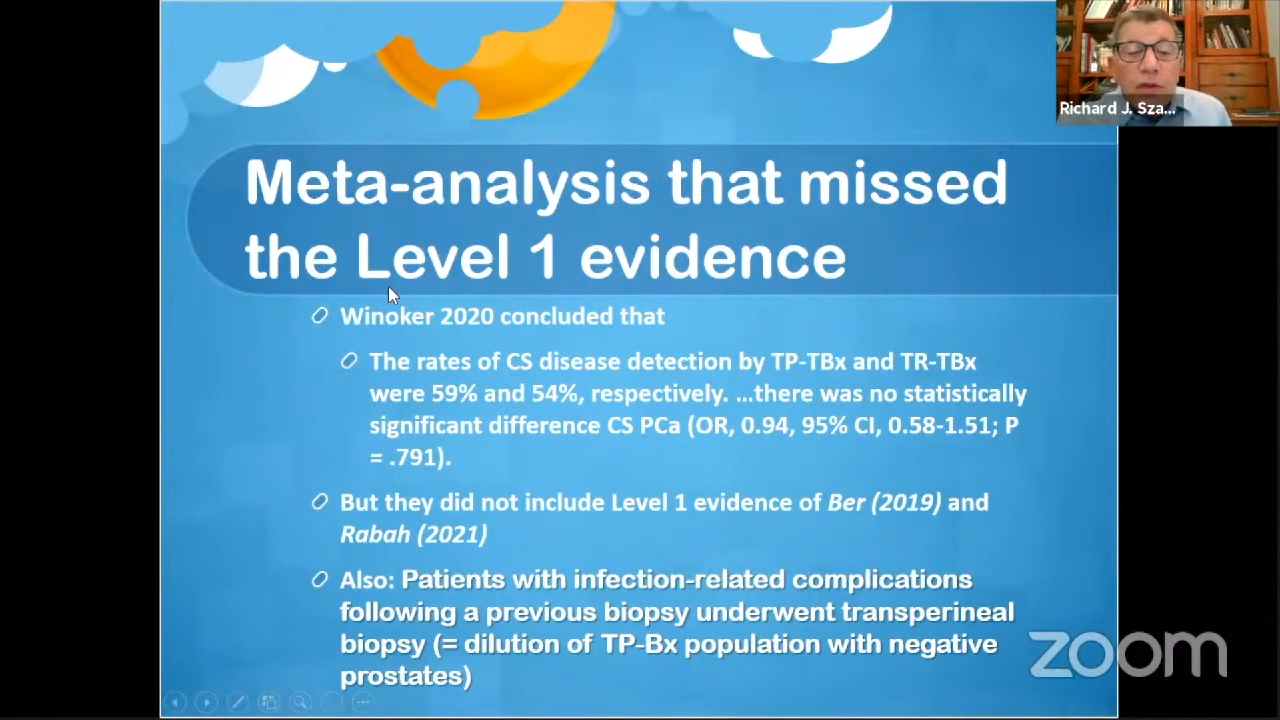 Richard J. Sza...
Meta-analysis that missed
the Level 1 evidence
Winoker 2020 concluded that
The rates of CS disease detection by TP-TBx and TR-TBx
were 59% and 54%, respectively. ...there was no statistically
significant difference CS PCa (OR, 0.94, 95% CI, 0.58-1.51; P
= .791).
But they did not include Level 1 evidence of Ber (2019) and
Rabah (2021)
Also: Patients with infection-related complications
following a previous biopsy underwent transperineal
biopsy (= dilution of TP-Bx population with negative
prostates)
zoom